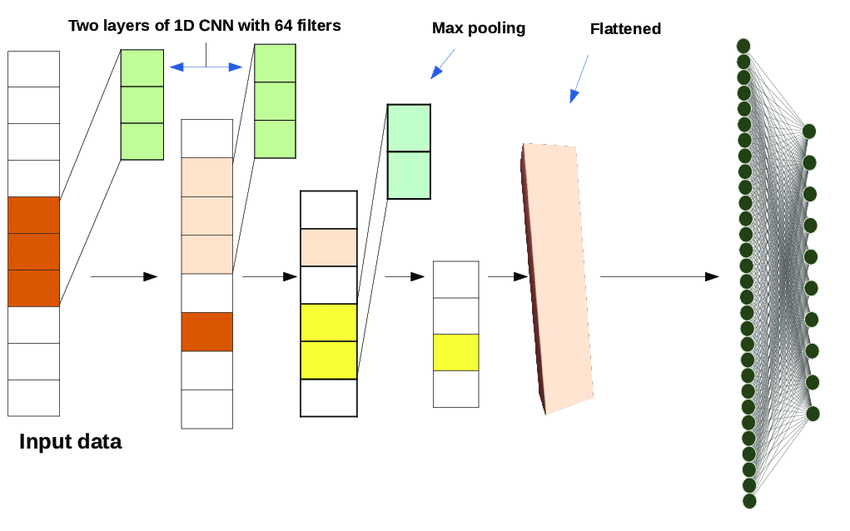 Two layers of 1D CNN with 64 filters
Max pooling
Flattened
Input data